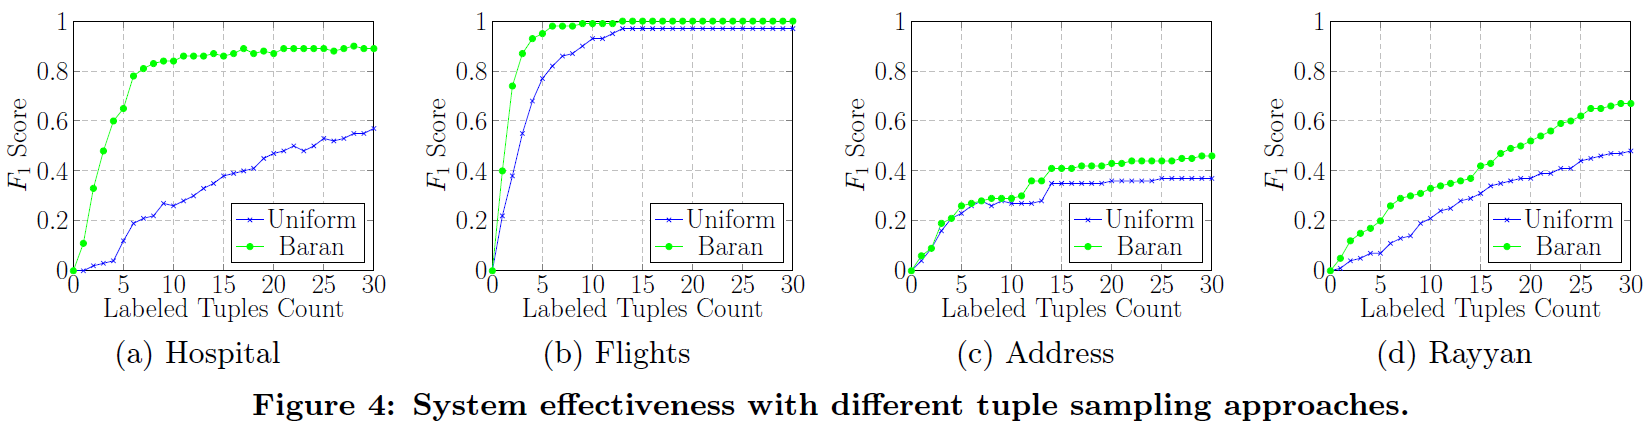 1
0.8
0.6
0.4
0.2
0
F1 Score
0 5 10 15 20 25 30
Labeled Tuples Count
Uniform
Baran
(a) Hospital
1
0.8
0.6
0.4
0.2
0
F1 Score
0 5 10 15 20 25 30
Labeled Tuples Count
Uniform
Baran
(b) Flights
1
0.8
0.6
0.4
0.2
0
F1 Score
0 5 10 15 20 25 30
Labeled Tuples Count
Uniform
Baran
(c) Address
1
0.8
0.6
0.4
0.2
0
F1 Score
0 5 10 15 20 25 30
Labeled Tuples Count
Uniform
Baran
(d) Rayyan
Figure 4: System effectiveness with different tuple sampling approaches.